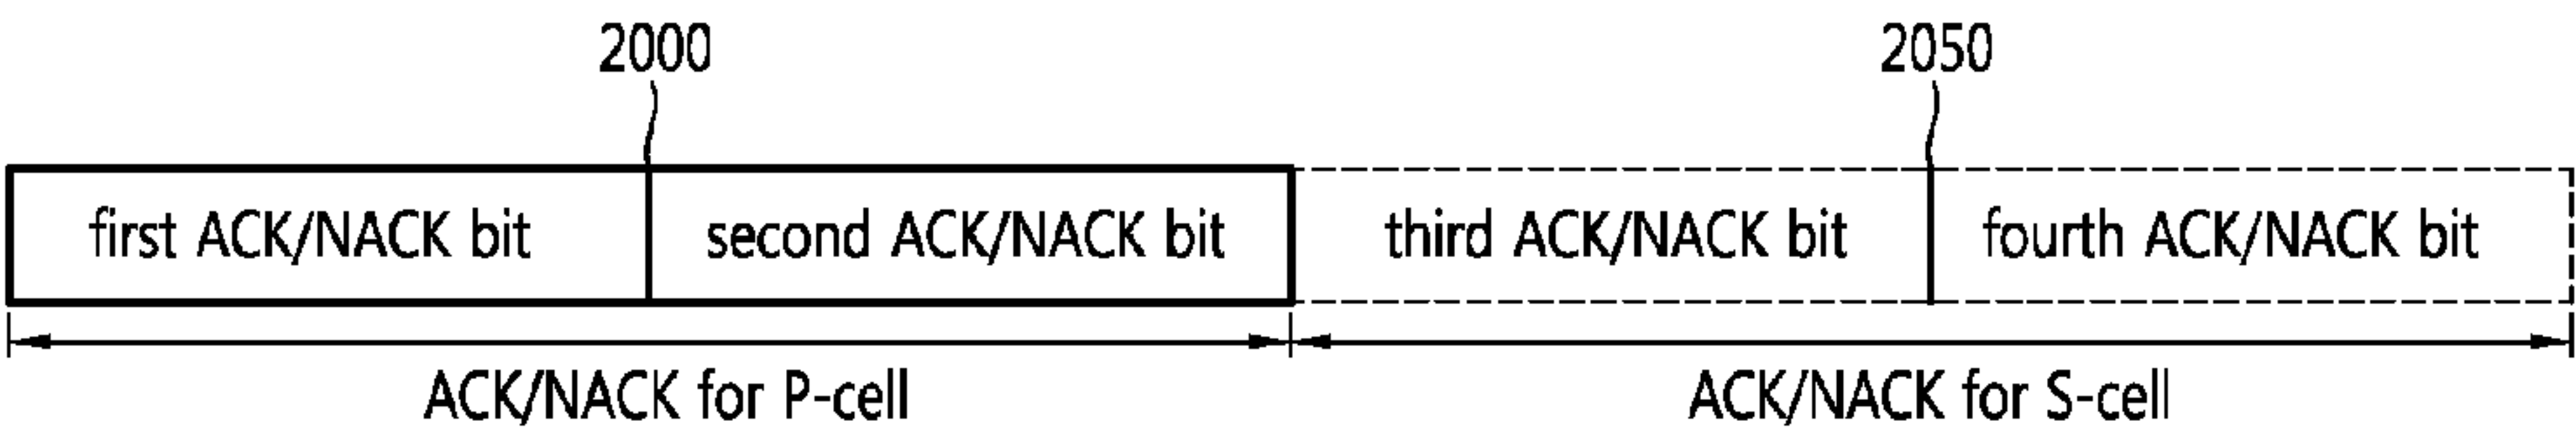 2000 2050
first ACK/NACK bit second ACK/NACK bit third ACK/NACK bit fourth ACK/NACK bit
ACK/NACK for P-cell ACK/NACK for S-cell